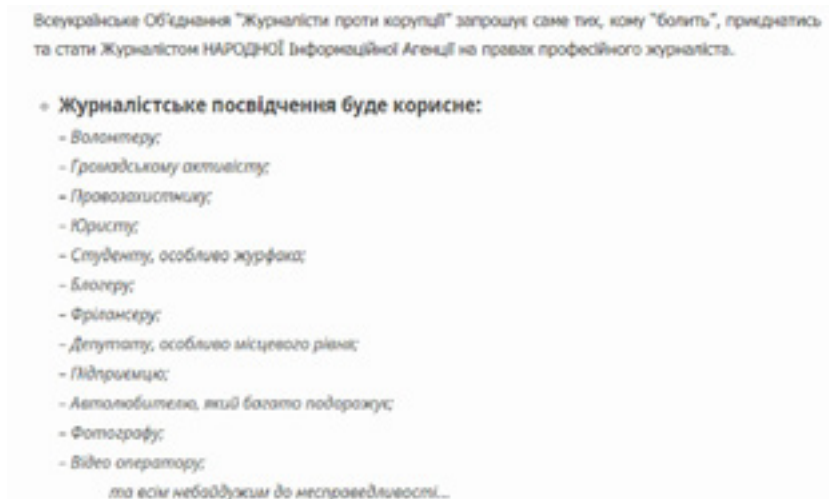 Всеукраїнське Об'єднання "Журналісти проти корупції" запрошує саме тих, кому "болить", приєднатись
та стати Журналістом НАРОДНОЇ Інформаційної Агенції на правах професійного журналіста.
Журналістське посвідчення буде корисне:
– Волонтеру;
– Громадському активісту;
– Правозахистнику;
– Юристу;
– Студенту, особливо журфака;
– Блогеру;
– Фрілансеру;
– Депутату, особливо місцевого рівня;
– Підприємцю;
– Автолюбителю, який багато подорожує;
– Фотографу;
– Відео оператору;
та всім небайдужим до несправедливості...